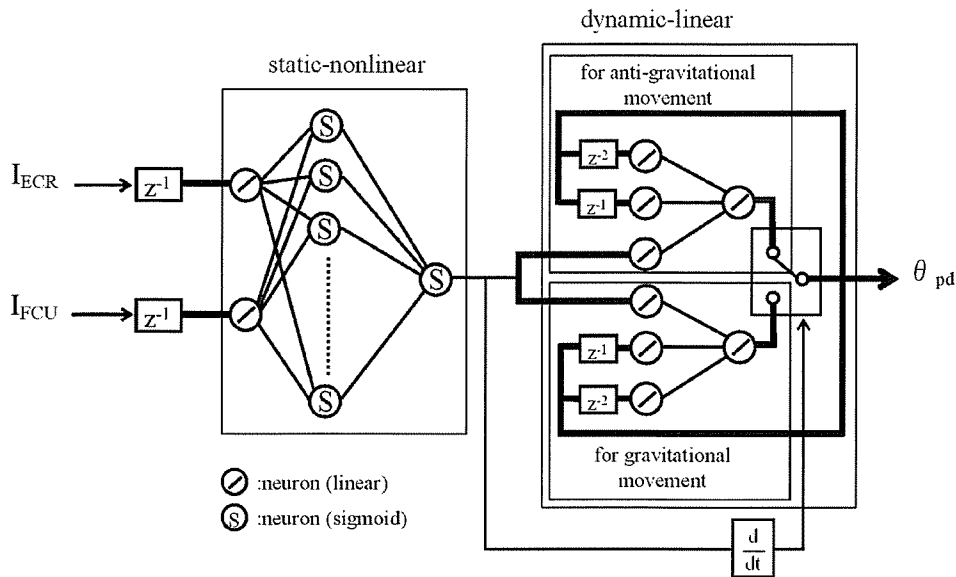 dynamic-linear
static-nonlinear
for anti-gravitational
movement
I_ECR
z⁻¹
S
S
S
S
S
z⁻²
z⁻¹
θ pd
I_FCU
z⁻¹
z⁻¹
z⁻²
for gravitational
movement
:neuron (linear)
S :neuron (sigmoid)
d
dt